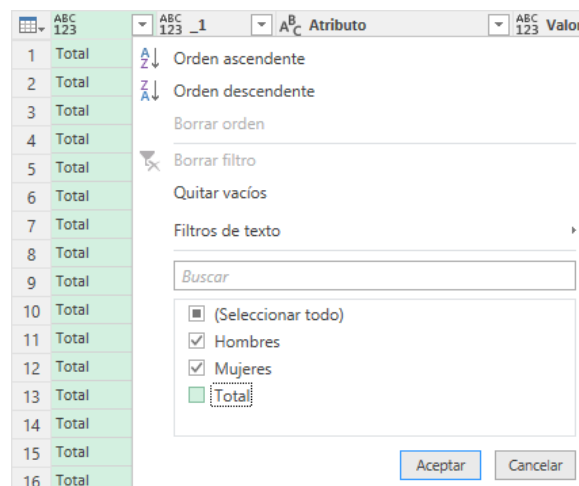 ABC
123
ABC
123 _1
ABC Atributo
ABC
123 Valor
1 Total
2 Total
3 Total
4 Total
5 Total
6 Total
7 Total
8 Total
9 Total
10 Total
11 Total
12 Total
13 Total
14 Total
15 Total
16 Total
AZ Orden ascendente
ZA Orden descendente
Borrar orden
Borrar filtro
Quitar vacíos
Filtros de texto
Buscar
(Seleccionar todo)
Hombres
Mujeres
Total
Aceptar
Cancelar